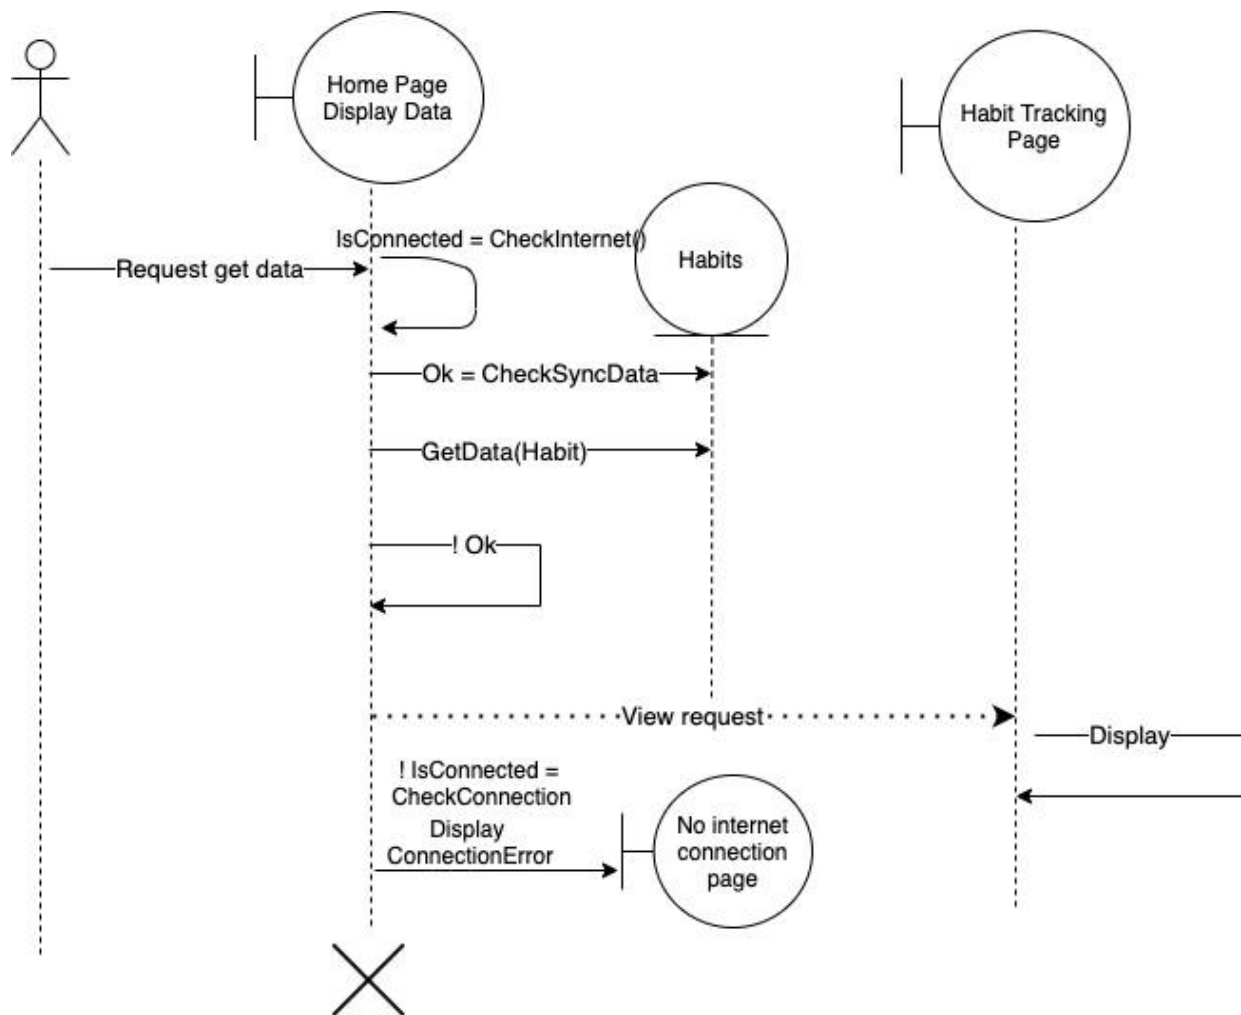 Home Page
Display Data
Habit Tracking
Page
IsConnected = CheckInternet()
Habits
Request get data
Ok = CheckSyncData
GetData(Habit)
! Ok
View request
Display
! IsConnected =
CheckConnection
Display
ConnectionError
No internet
connection
page